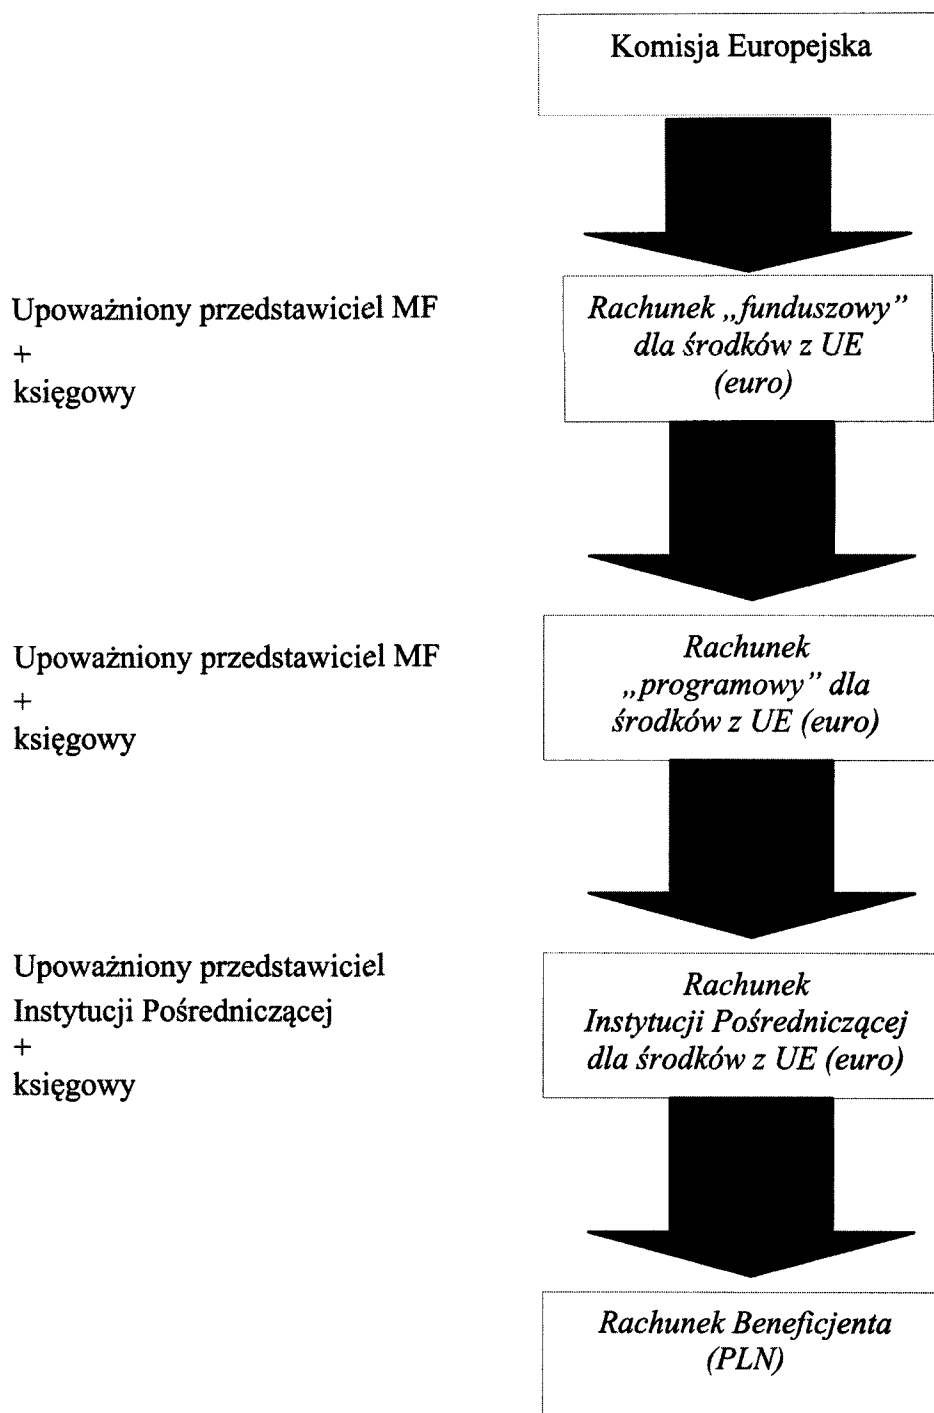 Komisja Europejska
Upoważniony przedstawiciel MF
+
księgowy
Rachunek „funduszowy”
dla środków z UE
(euro)
Upoważniony przedstawiciel MF
+
księgowy
Rachunek
„programowy” dla
środków z UE (euro)
Upoważniony przedstawiciel
Instytucji Pośredniczącej
+
księgowy
Rachunek
Instytucji Pośredniczącej
dla środków z UE (euro)
Rachunek Beneficjenta
(PLN)